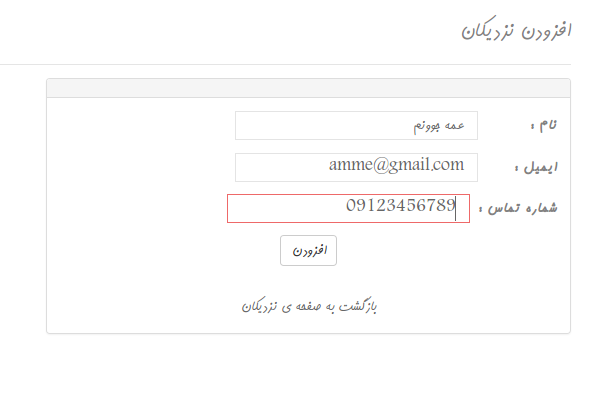 افزودن نزدیکان
نام : عمه جوونم
ایمیل : amme@gmail.com
شماره تماس : 09123456789
افزودن
بازگشت به صفحه ی نزدیکان